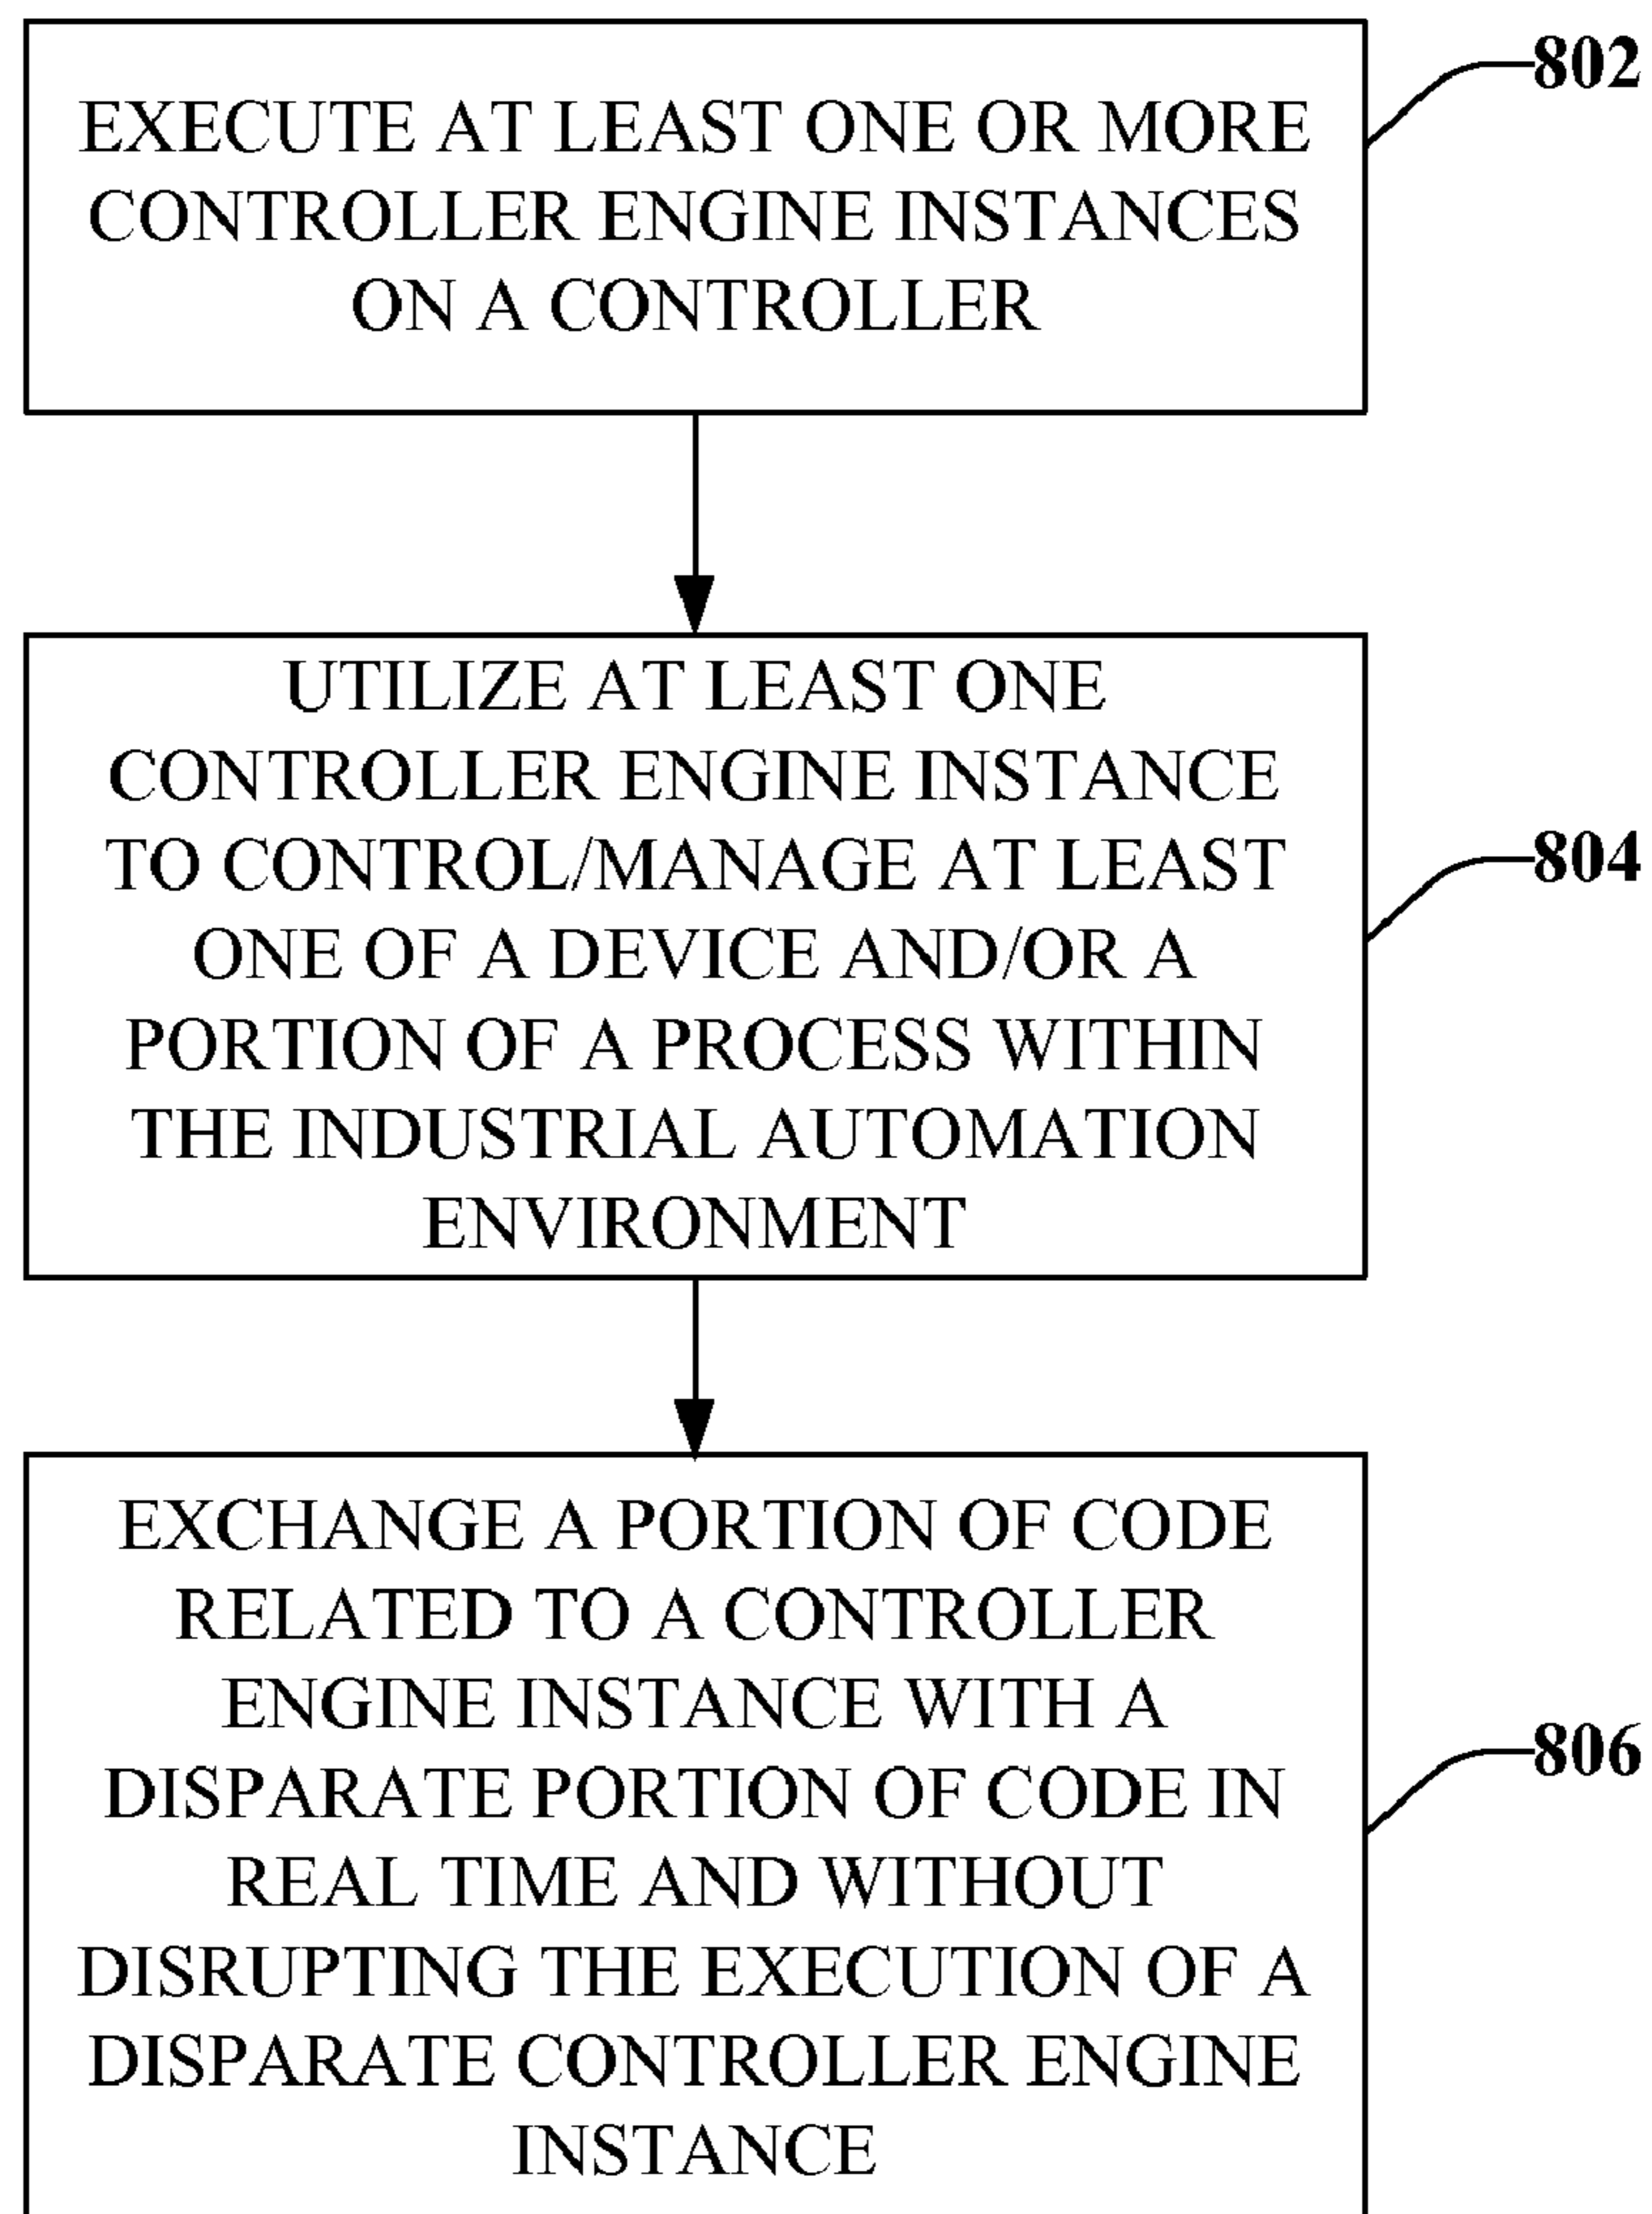 EXECUTE AT LEAST ONE OR MORE
CONTROLLER ENGINE INSTANCES
ON A CONTROLLER
802
UTILIZE AT LEAST ONE
CONTROLLER ENGINE INSTANCE
TO CONTROL/MANAGE AT LEAST
ONE OF A DEVICE AND/OR A
PORTION OF A PROCESS WITHIN
THE INDUSTRIAL AUTOMATION
ENVIRONMENT
804
EXCHANGE A PORTION OF CODE
RELATED TO A CONTROLLER
ENGINE INSTANCE WITH A
DISPARATE PORTION OF CODE IN
REAL TIME AND WITHOUT
DISRUPTING THE EXECUTION OF A
DISPARATE CONTROLLER ENGINE
INSTANCE
806